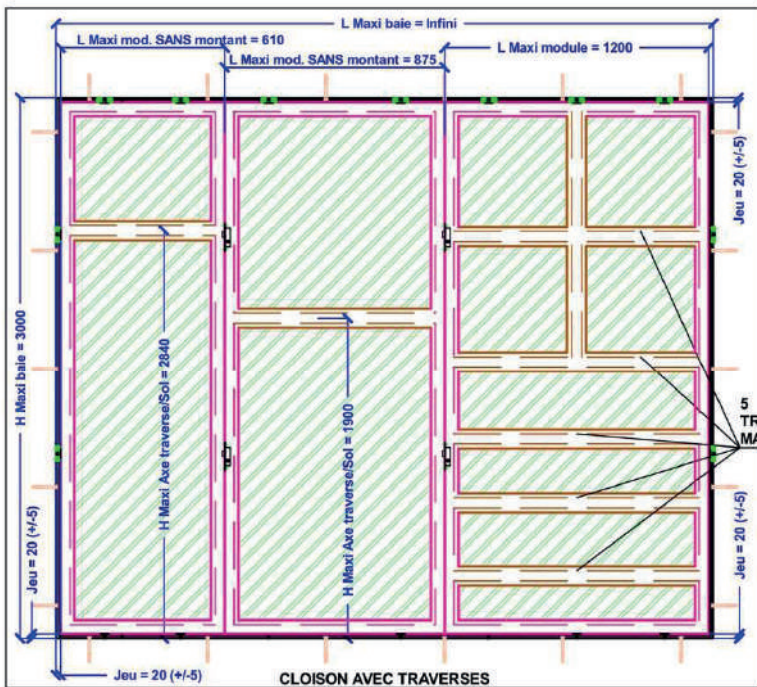 L Maxi baie = Infini
L Maxi mod. SANS montant = 610
L Maxi mod. SANS montant = 875
L Maxi module = 1200
H Maxi baie = 3000
Jeu = 20 (+/-5)
H Maxi Axe traverse/Sol = 2840
H Maxi Axe traverse/Sol = 1900
Jeu = 20 (+/-5)
5
TR
MA
Jeu = 20 (+/-5)
Jeu = 20 (+/-5)
CLOISON AVEC TRAVERSES